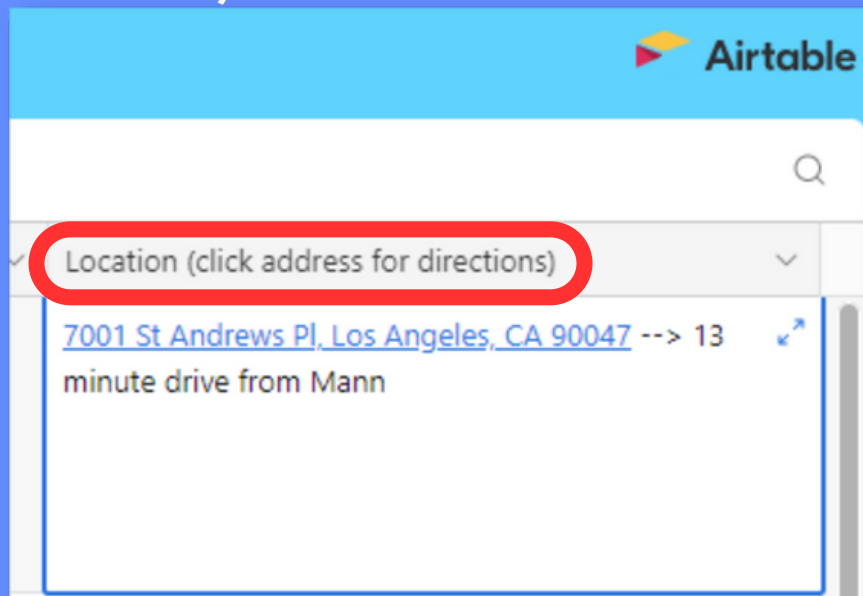 Airtable
Location (click address for directions)
7001 St Andrews Pl, Los Angeles, CA 90047 --> 13
minute drive from Mann